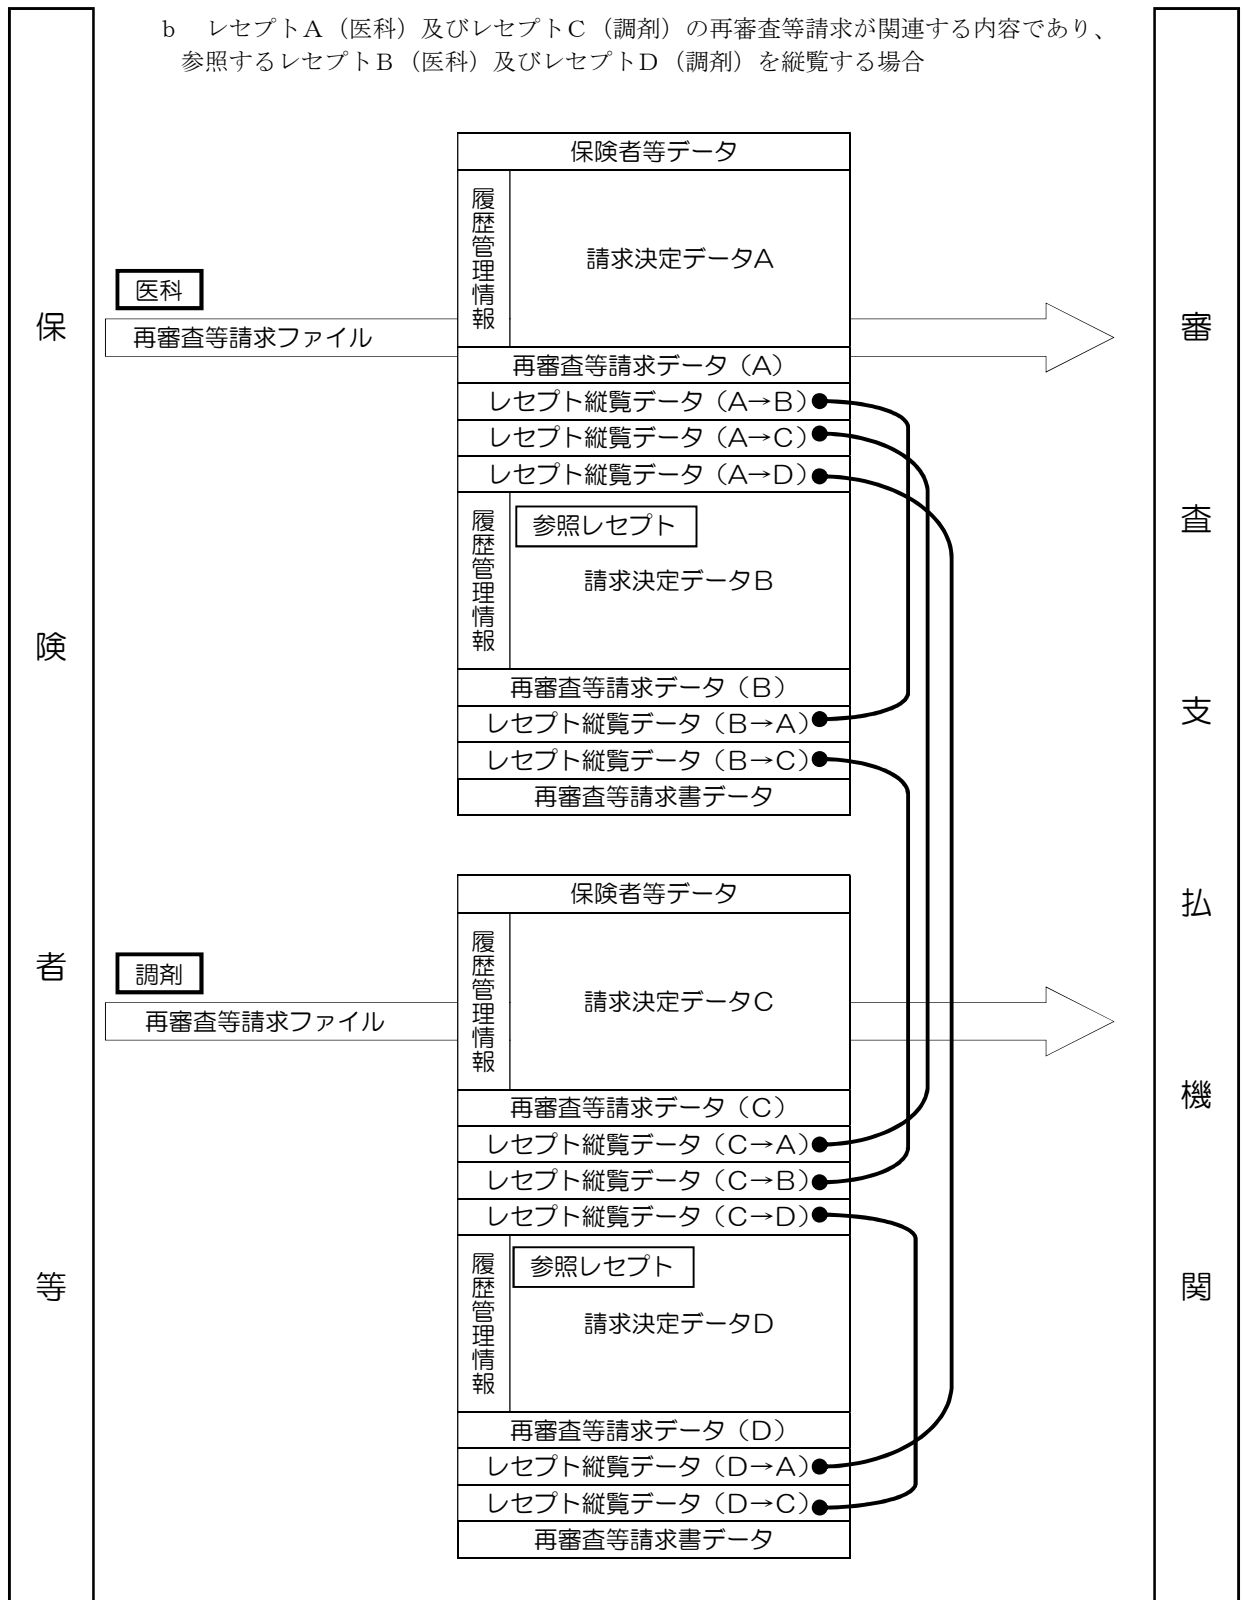 b　レセプトA（医科）及びレセプトC（調剤）の再審査等請求が関連する内容であり、
参照するレセプトB（医科）及びレセプトD（調剤）を縦覧する場合
保険者等
医科
再審査等請求ファイル
保険者等データ
履歴管理情報
請求決定データA
再審査等請求データ（A）
レセプト縦覧データ（A→B）
レセプト縦覧データ（A→C）
レセプト縦覧データ（A→D）
履歴管理情報
参照レセプト
請求決定データB
再審査等請求データ（B）
レセプト縦覧データ（B→A）
レセプト縦覧データ（B→C）
再審査等請求書データ
調剤
再審査等請求ファイル
保険者等データ
履歴管理情報
請求決定データC
再審査等請求データ（C）
レセプト縦覧データ（C→A）
レセプト縦覧データ（C→B）
レセプト縦覧データ（C→D）
履歴管理情報
参照レセプト
請求決定データD
再審査等請求データ（D）
レセプト縦覧データ（D→A）
レセプト縦覧データ（D→C）
再審査等請求書データ
審査支払機関